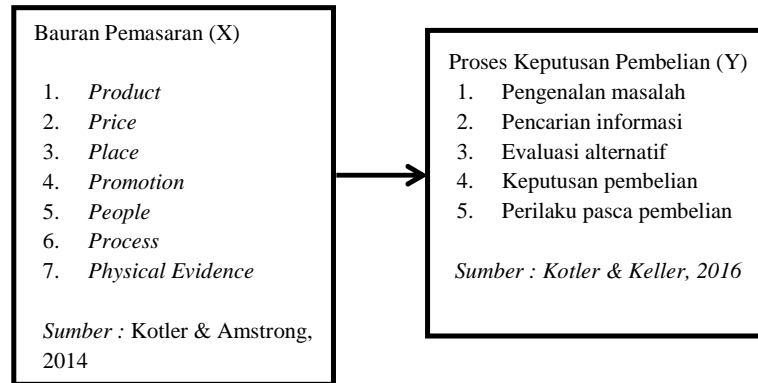 Bauran Pemasaran (X)
1. Product
2. Price
3. Place
4. Promotion
5. People
6. Process
7. Physical Evidence
Sumber : Kotler & Amstrong,
2014
Proses Keputusan Pembelian (Y)
1. Pengenalan masalah
2. Pencarian informasi
3. Evaluasi alternatif
4. Keputusan pembelian
5. Perilaku pasca pembelian
Sumber : Kotler & Keller, 2016